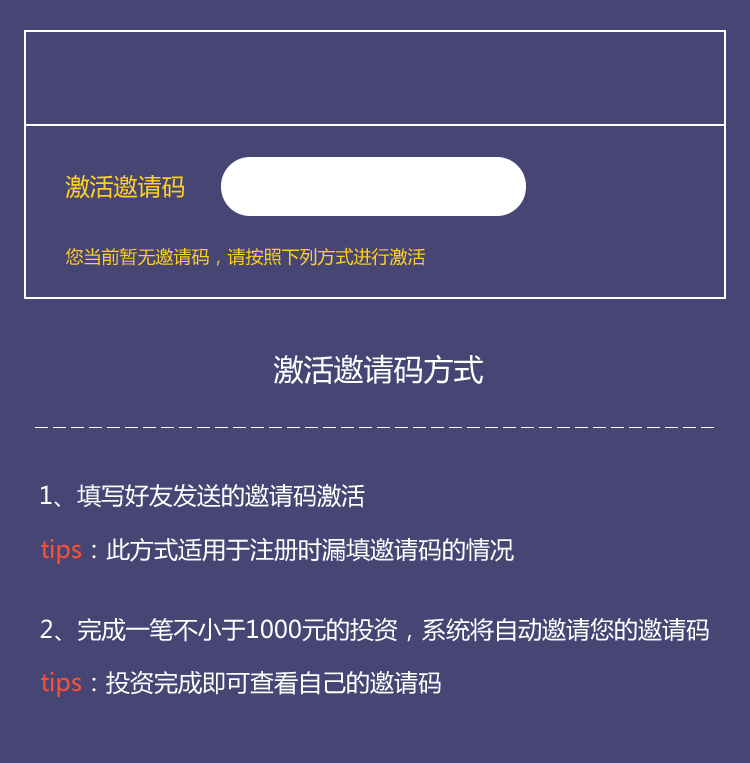 激活邀请码
您当前暂无邀请码，请按照下列方式进行激活
激活邀请码方式
1、填写好友发送的邀请码激活
tips：此方式适用于注册时漏填邀请码的情况
2、完成一笔不小于1000元的投资，系统将自动邀请您的邀请码
tips：投资完成即可查看自己的邀请码